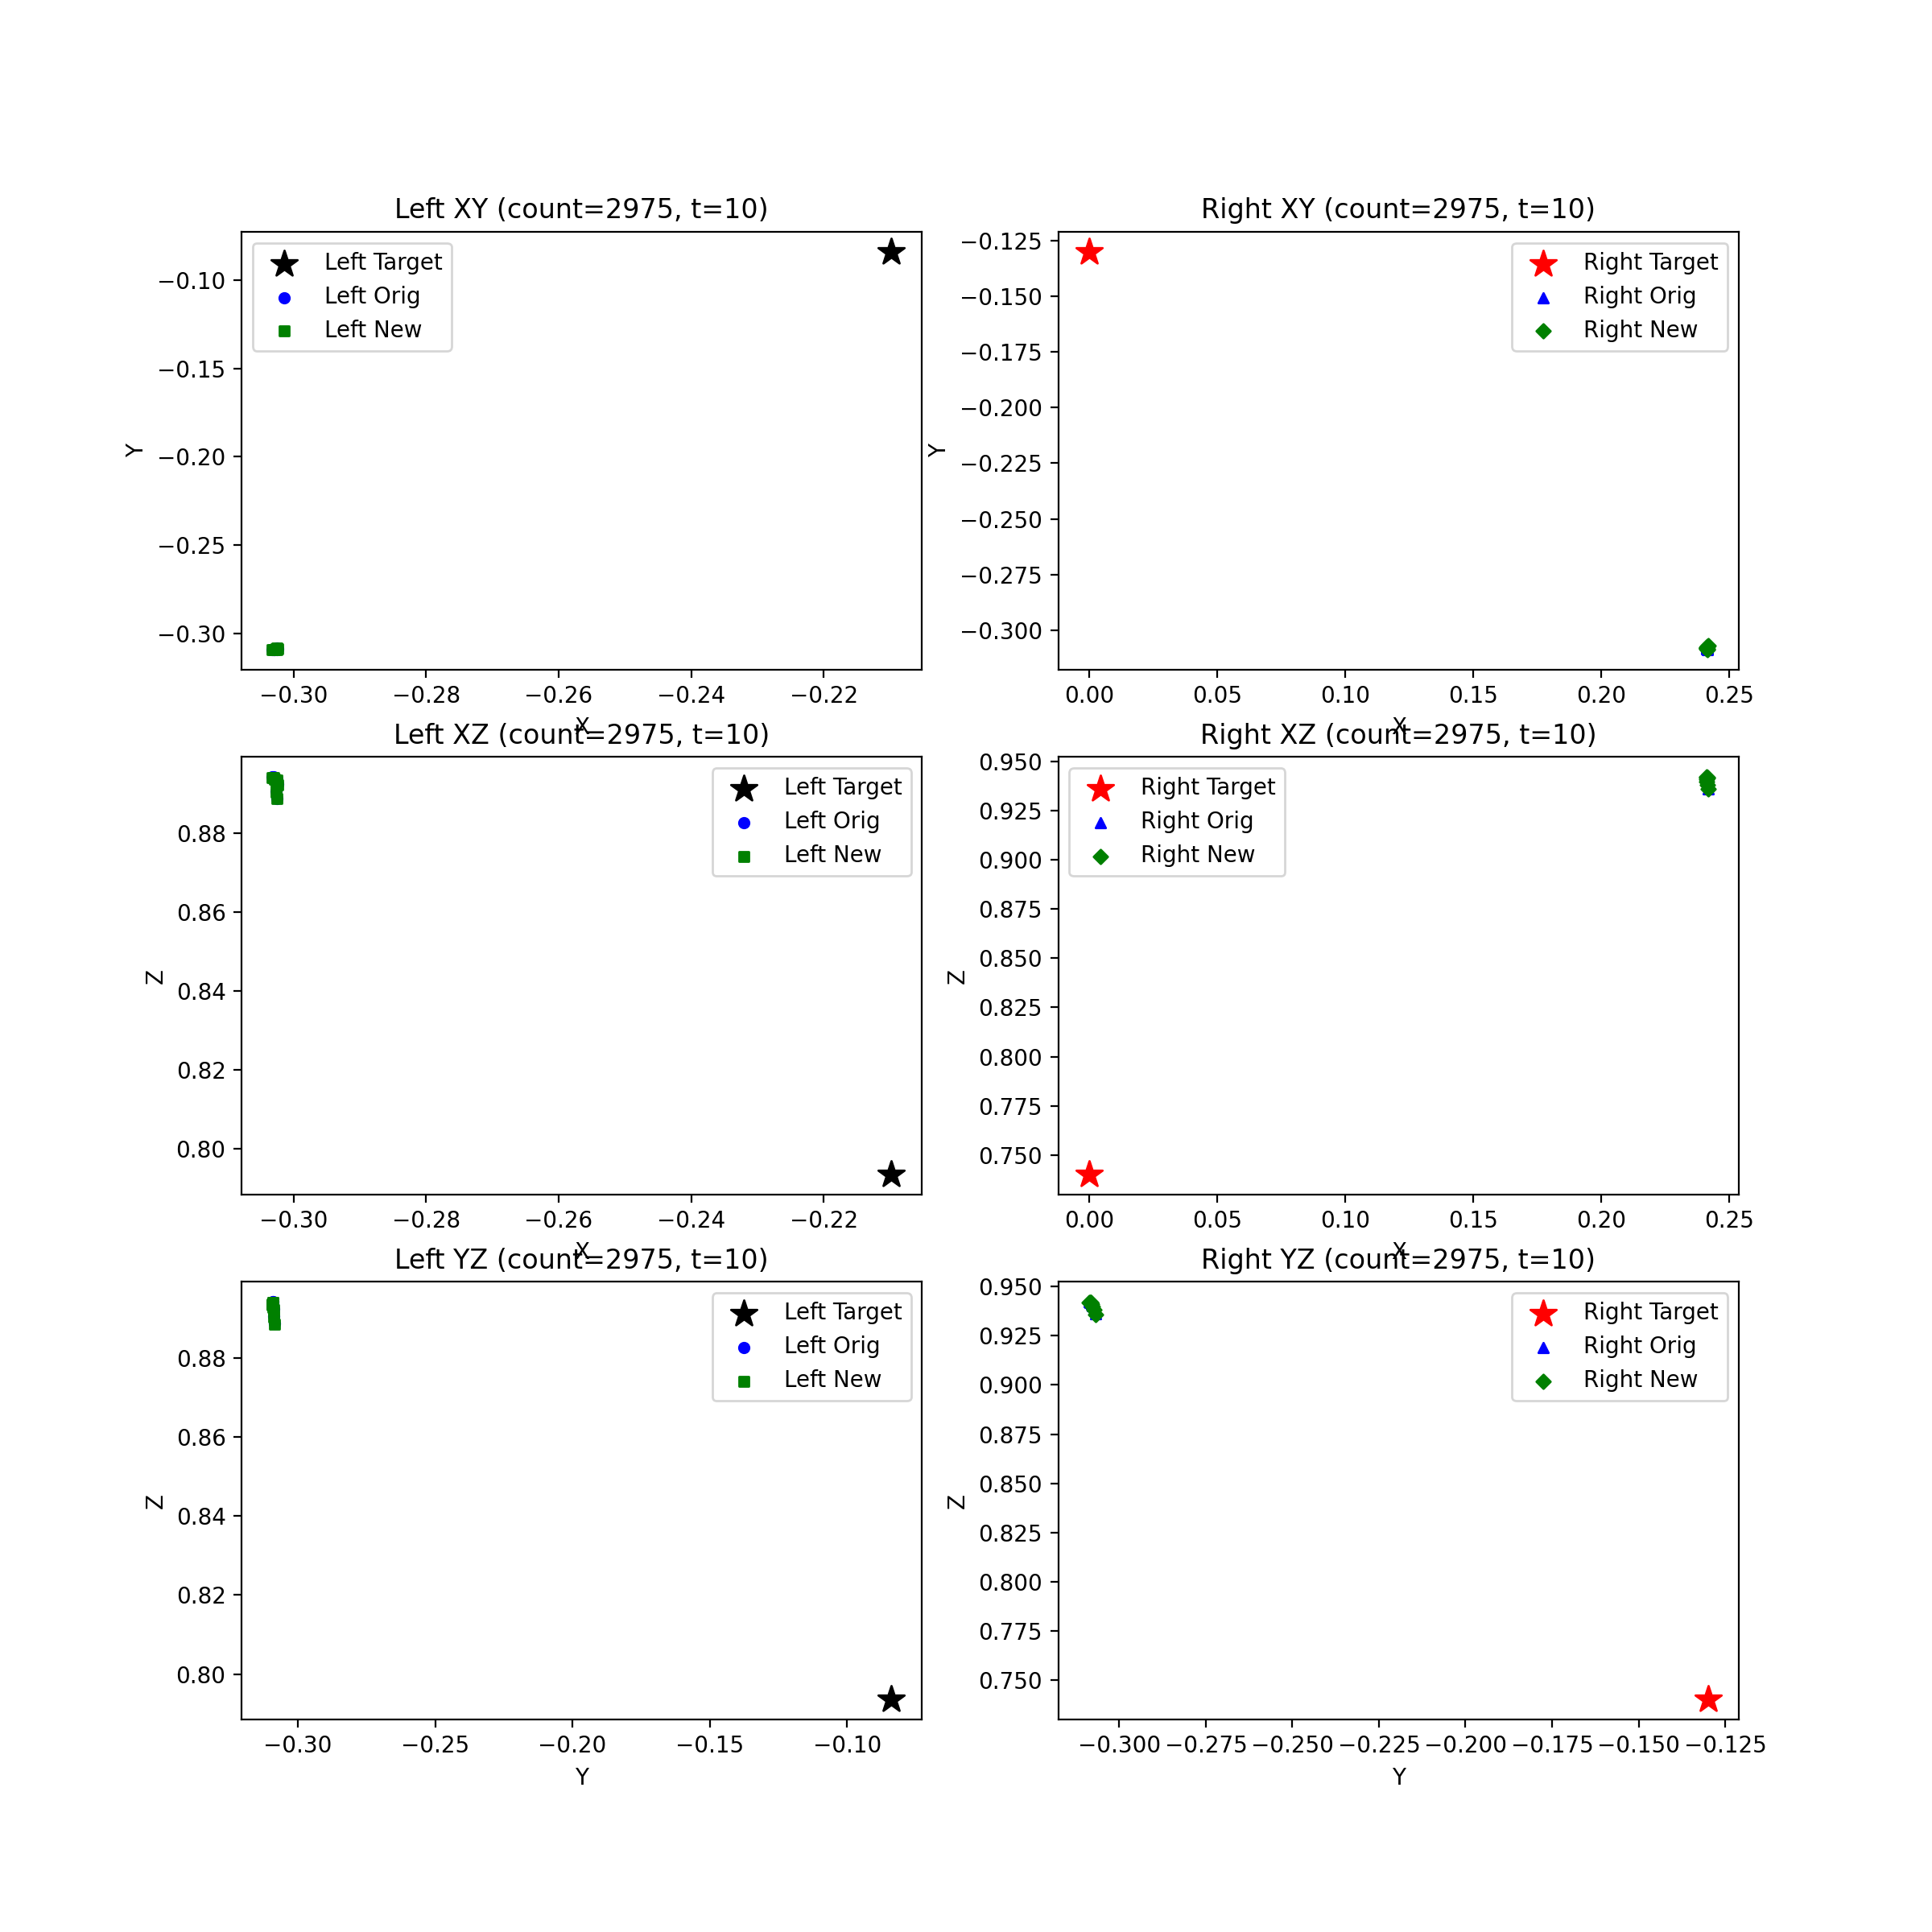 Left XY (count=2975, t=10)
Left Target
Left Orig
Left New
Y
−0.10
−0.15
−0.20
−0.25
−0.30
−0.30 −0.28 −0.26 −0.24 −0.22
X
Right XY (count=2975, t=10)
Right Target
Right Orig
Right New
Y
−0.125
−0.150
−0.175
−0.200
−0.225
−0.250
−0.275
−0.300
0.00 0.05 0.10 0.15 0.20 0.25
X
Left XZ (count=2975, t=10)
Left Target
Left Orig
Left New
Z
0.88
0.86
0.84
0.82
0.80
−0.30 −0.28 −0.26 −0.24 −0.22
X
Right XZ (count=2975, t=10)
Right Target
Right Orig
Right New
Z
0.950
0.925
0.900
0.875
0.850
0.825
0.800
0.775
0.750
0.00 0.05 0.10 0.15 0.20 0.25
X
Left YZ (count=2975, t=10)
Left Target
Left Orig
Left New
Z
0.88
0.86
0.84
0.82
0.80
−0.30 −0.25 −0.20 −0.15 −0.10
Y
Right YZ (count=2975, t=10)
Right Target
Right Orig
Right New
Z
0.950
0.925
0.900
0.875
0.850
0.825
0.800
0.775
0.750
−0.300 −0.275 −0.250 −0.225 −0.200 −0.175 −0.150 −0.125
Y